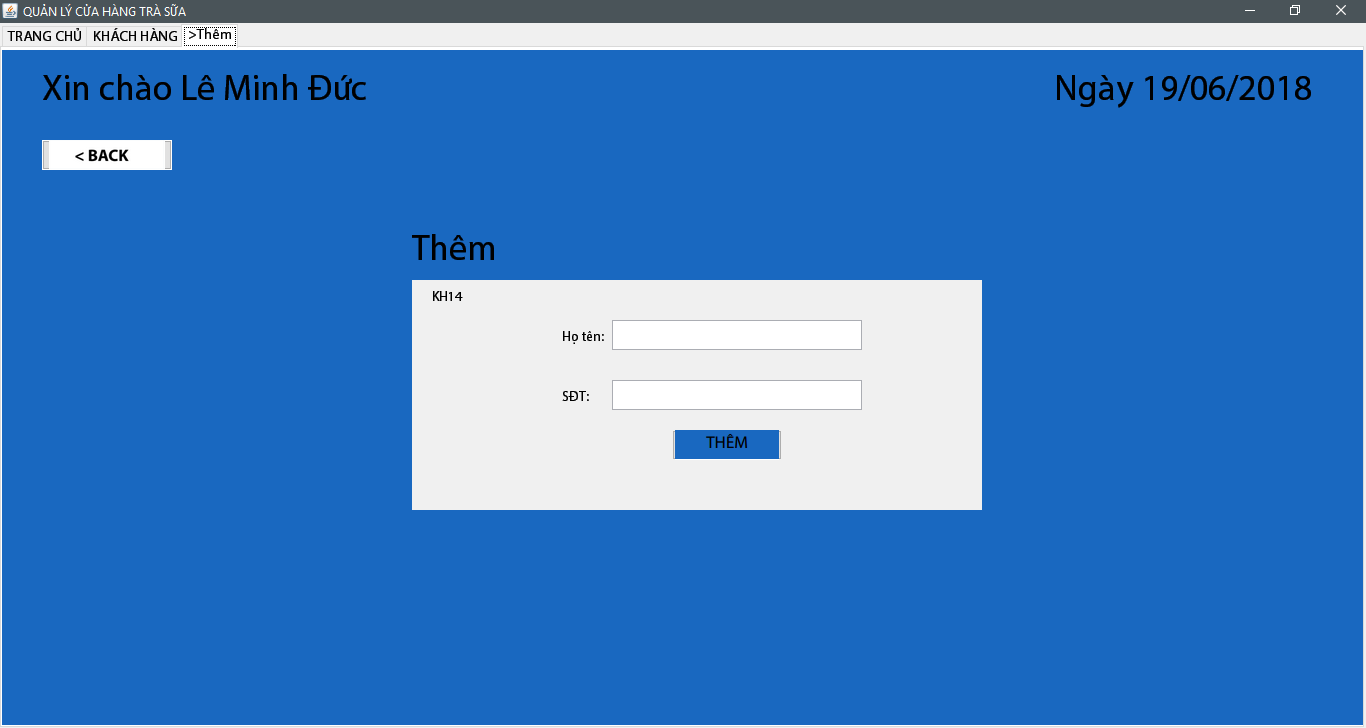 QUẢN LÝ CỬA HÀNG TRÀ SỮA
TRANG CHỦ KHÁCH HÀNG >Thêm
Xin chào Lê Minh Đức Ngày 19/06/2018
< BACK
Thêm
KH14
Họ tên:
SĐT:
THÊM